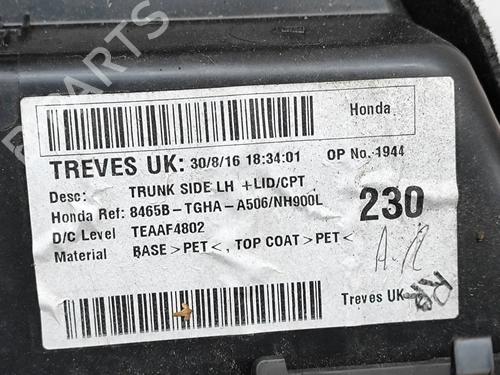 Honda
TREVES UK: 30/8/16 18:34:01 OP No. 1944
Desc: TRUNK SIDE LH +LID/CPT
Honda Ref: 8465B-TGHA-A506/NH900L
230
D/C Level TEAAF4802
Material BASE >PET<, TOP COAT >PET<
Treves UK
PARTS